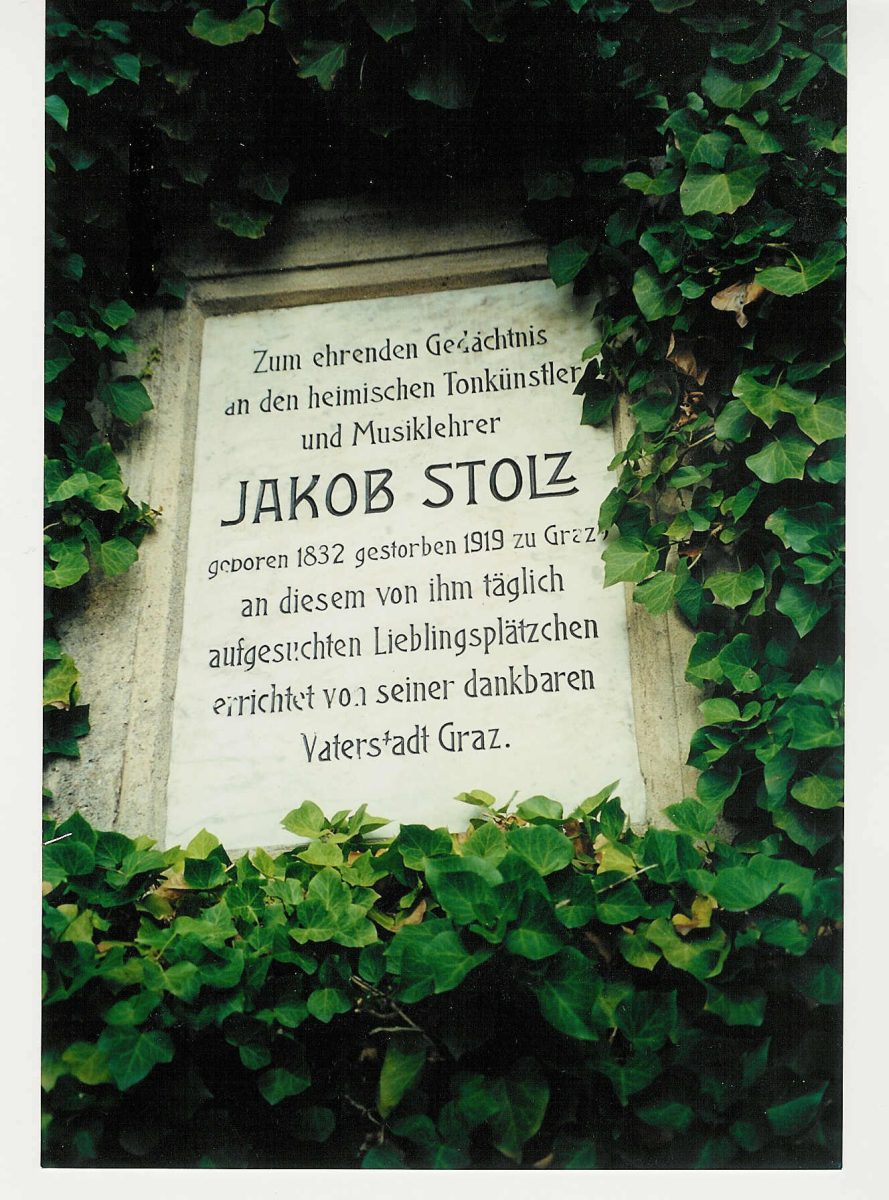 Zum ehrenden Gedächtnis
an den heimischen Tonkünstler
und Musiklehrer
JAKOB STOLZ
geboren 1832 gestorben 1919 zu Graz,
an diesem von ihm täglich
aufgesuchten Lieblingsplätzchen
errichtet von seiner dankbaren
Vaterstadt Graz.